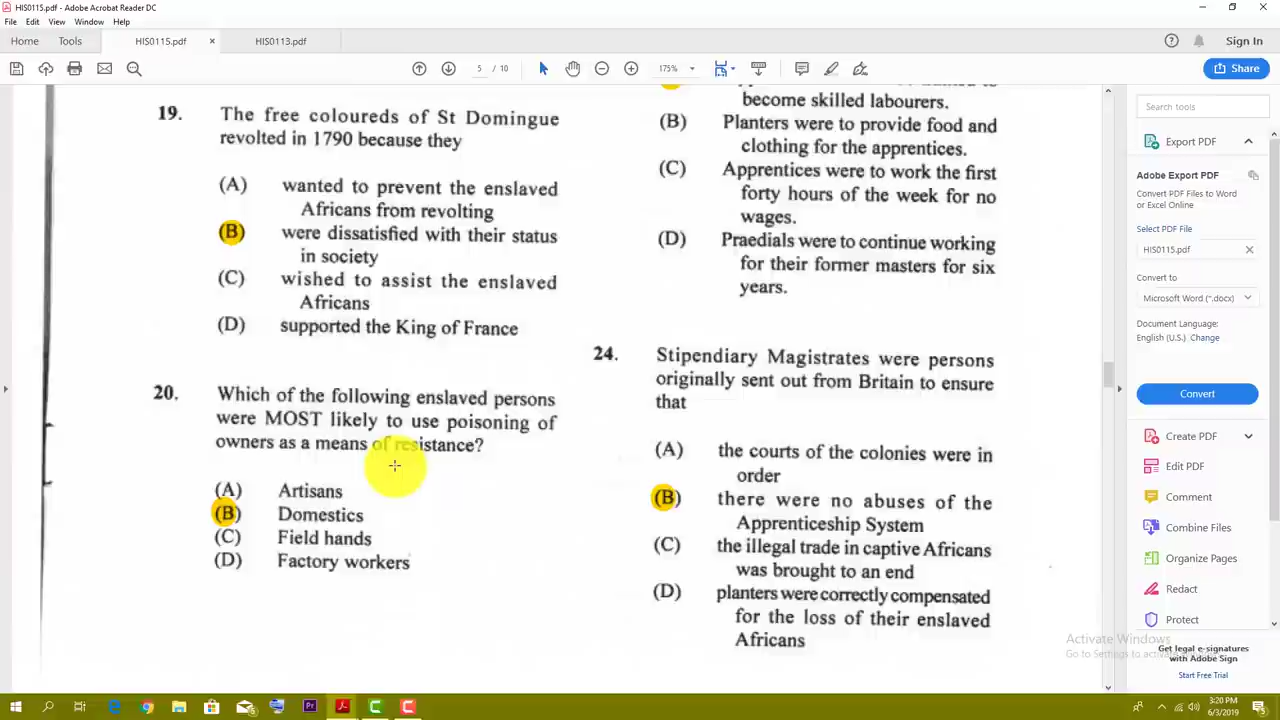 HIS0115.pdf - Adobe Acrobat Reader DC
File Edit View Window Help
Home Tools HIS0115.pdf × HIS0113.pdf Sign In
5 / 10 175% Share
19. The free coloureds of St Domingue
revolted in 1790 because they
(A) wanted to prevent the enslaved
Africans from revolting
(B) were dissatisfied with their status
in society
(C) wished to assist the enslaved
Africans
(D) supported the King of France
20. Which of the following enslaved persons
were MOST likely to use poisoning of
owners as a means of resistance?
(A) Artisans
(B) Domestics
(C) Field hands
(D) Factory workers
become skilled labourers.
(B) Planters were to provide food and
clothing for the apprentices.
(C) Apprentices were to work the first
forty hours of the week for no
wages.
(D) Praedials were to continue working
for their former masters for six
years.
24. Stipendiary Magistrates were persons
originally sent out from Britain to ensure
that
(A) the courts of the colonies were in
order
(B) there were no abuses of the
Apprenticeship System
(C) the illegal trade in captive Africans
was brought to an end
(D) planters were correctly compensated
for the loss of their enslaved
Africans
Search tools
Export PDF
Adobe Export PDF
Convert PDF Files to Word
or Excel Online
Select PDF File
HIS0115.pdf ×
Convert to
Microsoft Word (*.docx)
Document Language:
English (U.S.) Change
Convert
Create PDF
Edit PDF
Comment
Combine Files
Organize Pages
Redact
Protect
Activate Windows
Go to Settings to activate
Get legal e-signatures
with Adobe Sign
Start Free Trial
3:20 PM
6/3/2019